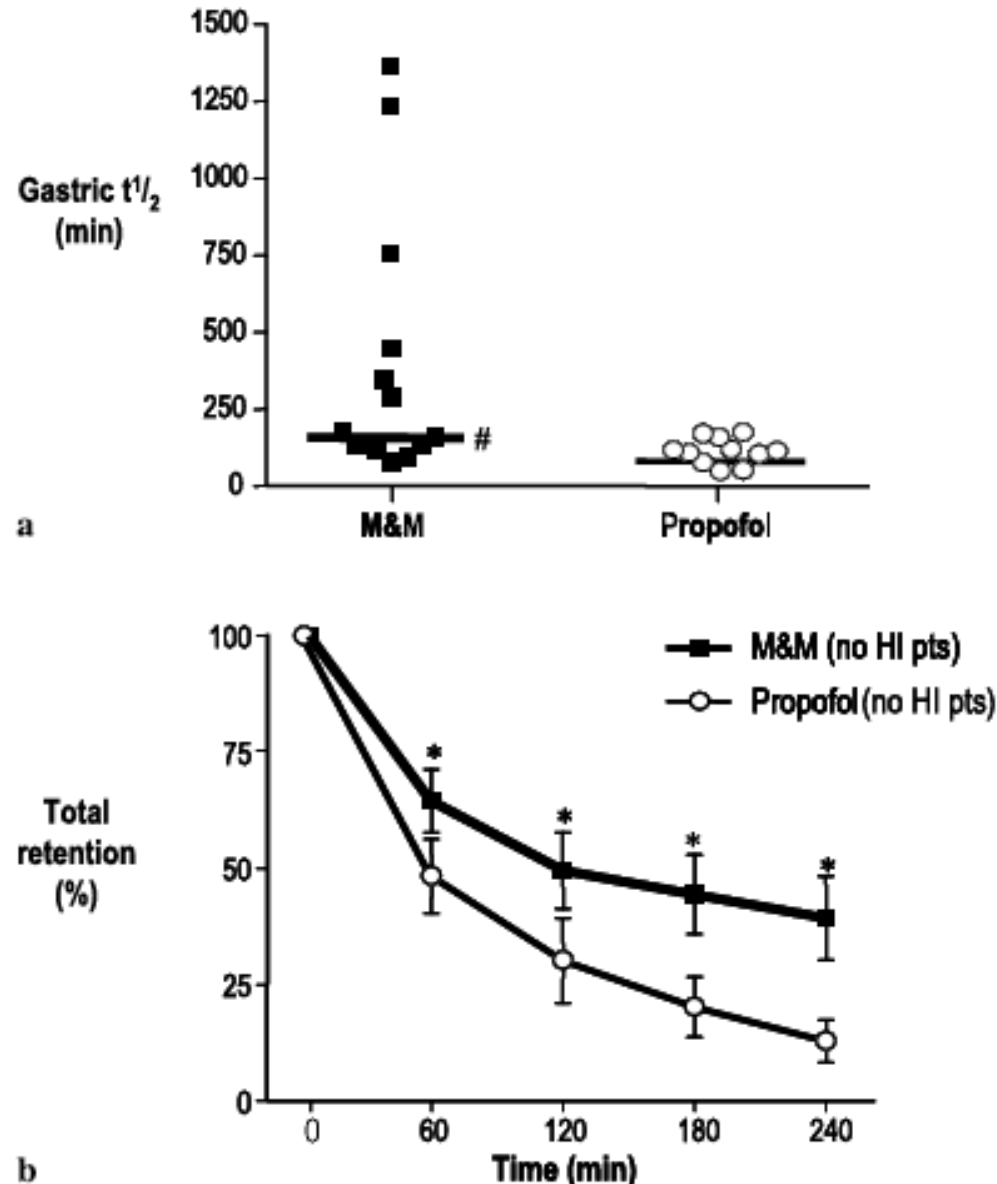 1500
1250
1000
750
500
250
0
Gastric t¹/₂
(min)
#
M&M
Propofol
a
M&M (no HI pts)
Propofol (no HI pts)
100
75
50
25
0
Total
retention
(%)
*
*
*
*
0
60
120
180
240
Time (min)
b